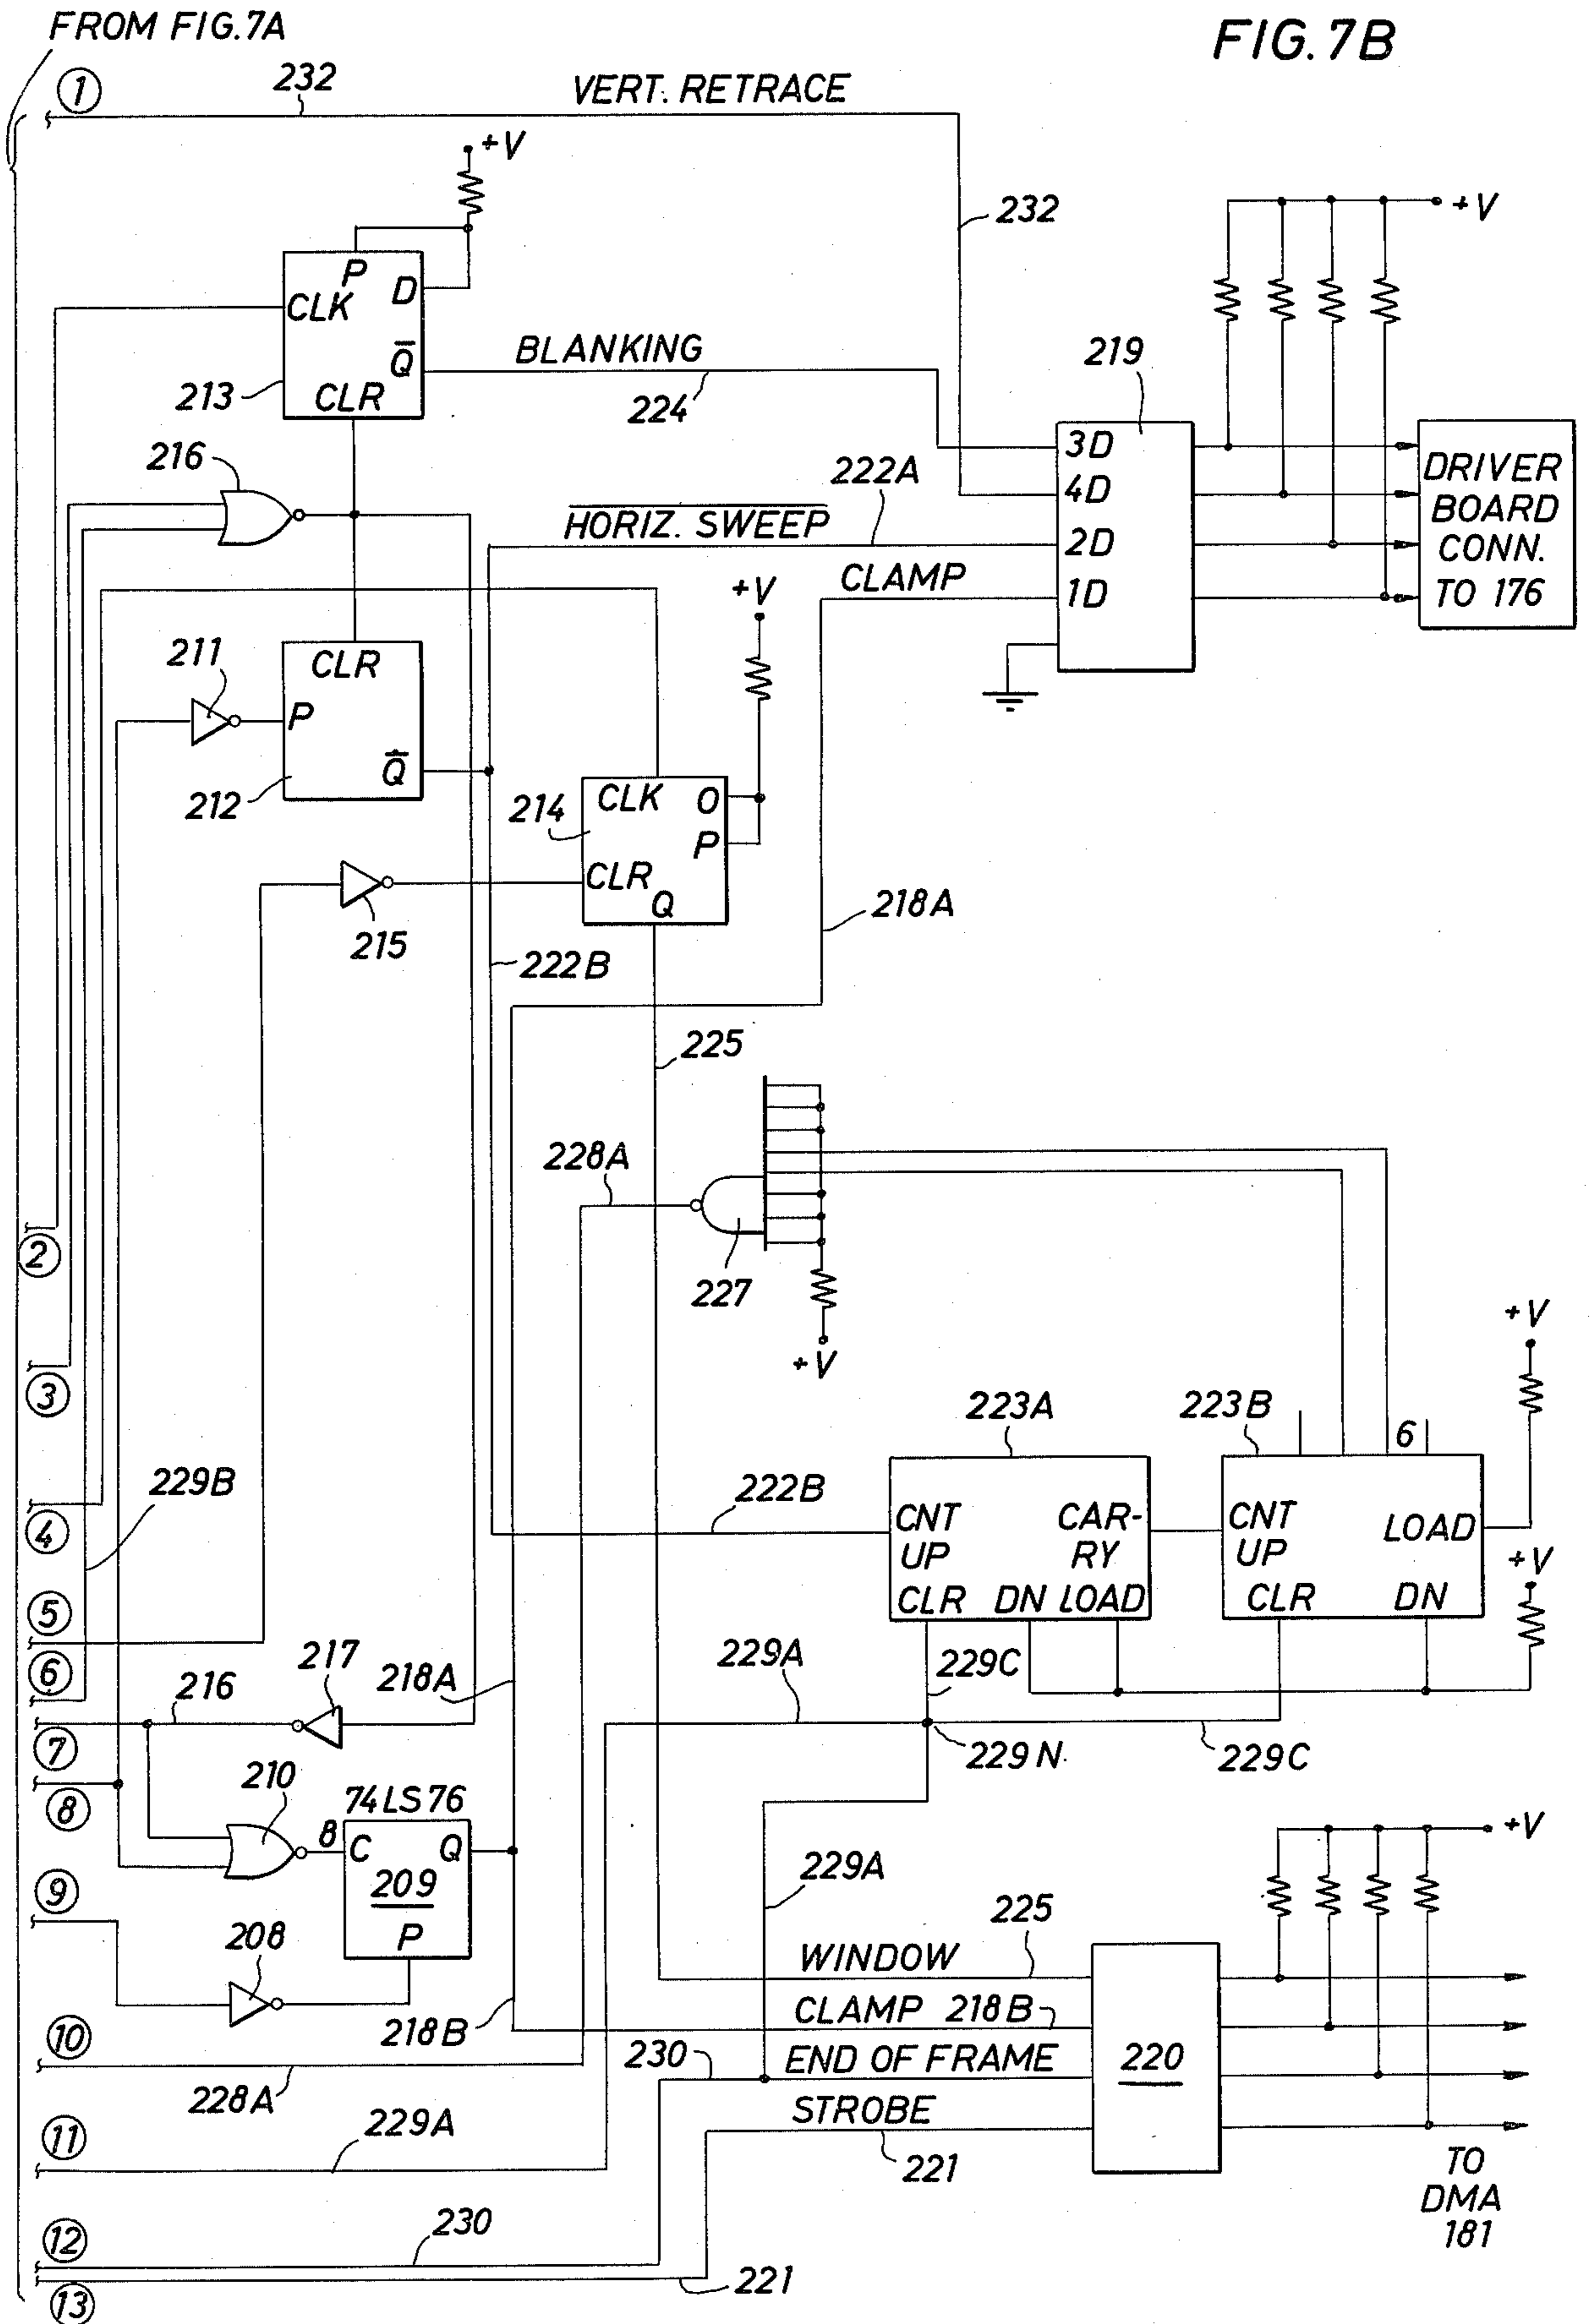 FROM FIG.7A
FIG.7B
1
232
VERT. RETRACE
+V
232
+V
P
D
CLK
Q̅
CLR
213
BLANKING
224
219
216
3D
4D
2D
1D
DRIVER
BOARD
CONN.
TO 176
222A
HORIZ. SWEEP
CLAMP
+V
211
CLR
P
Q̅
212
214
CLK
O
P
CLR
Q
215
218A
222B
225
228A
2
227
+V
+V
3
223A
223B
6
229B
4
222B
CNT
UP
CAR-
RY
CLR
DN
LOAD
CNT
UP
LOAD
CLR
DN
+V
5
6
216
217
218A
229A
229C
7
229N
229C
210
8
74LS76
8
C
Q
209
P
+V
9
208
229A
225
WINDOW
10
218B
CLAMP 218B
228A
230
END OF FRAME
220
STROBE
11
229A
221
TO
DMA
181
12
230
13
221